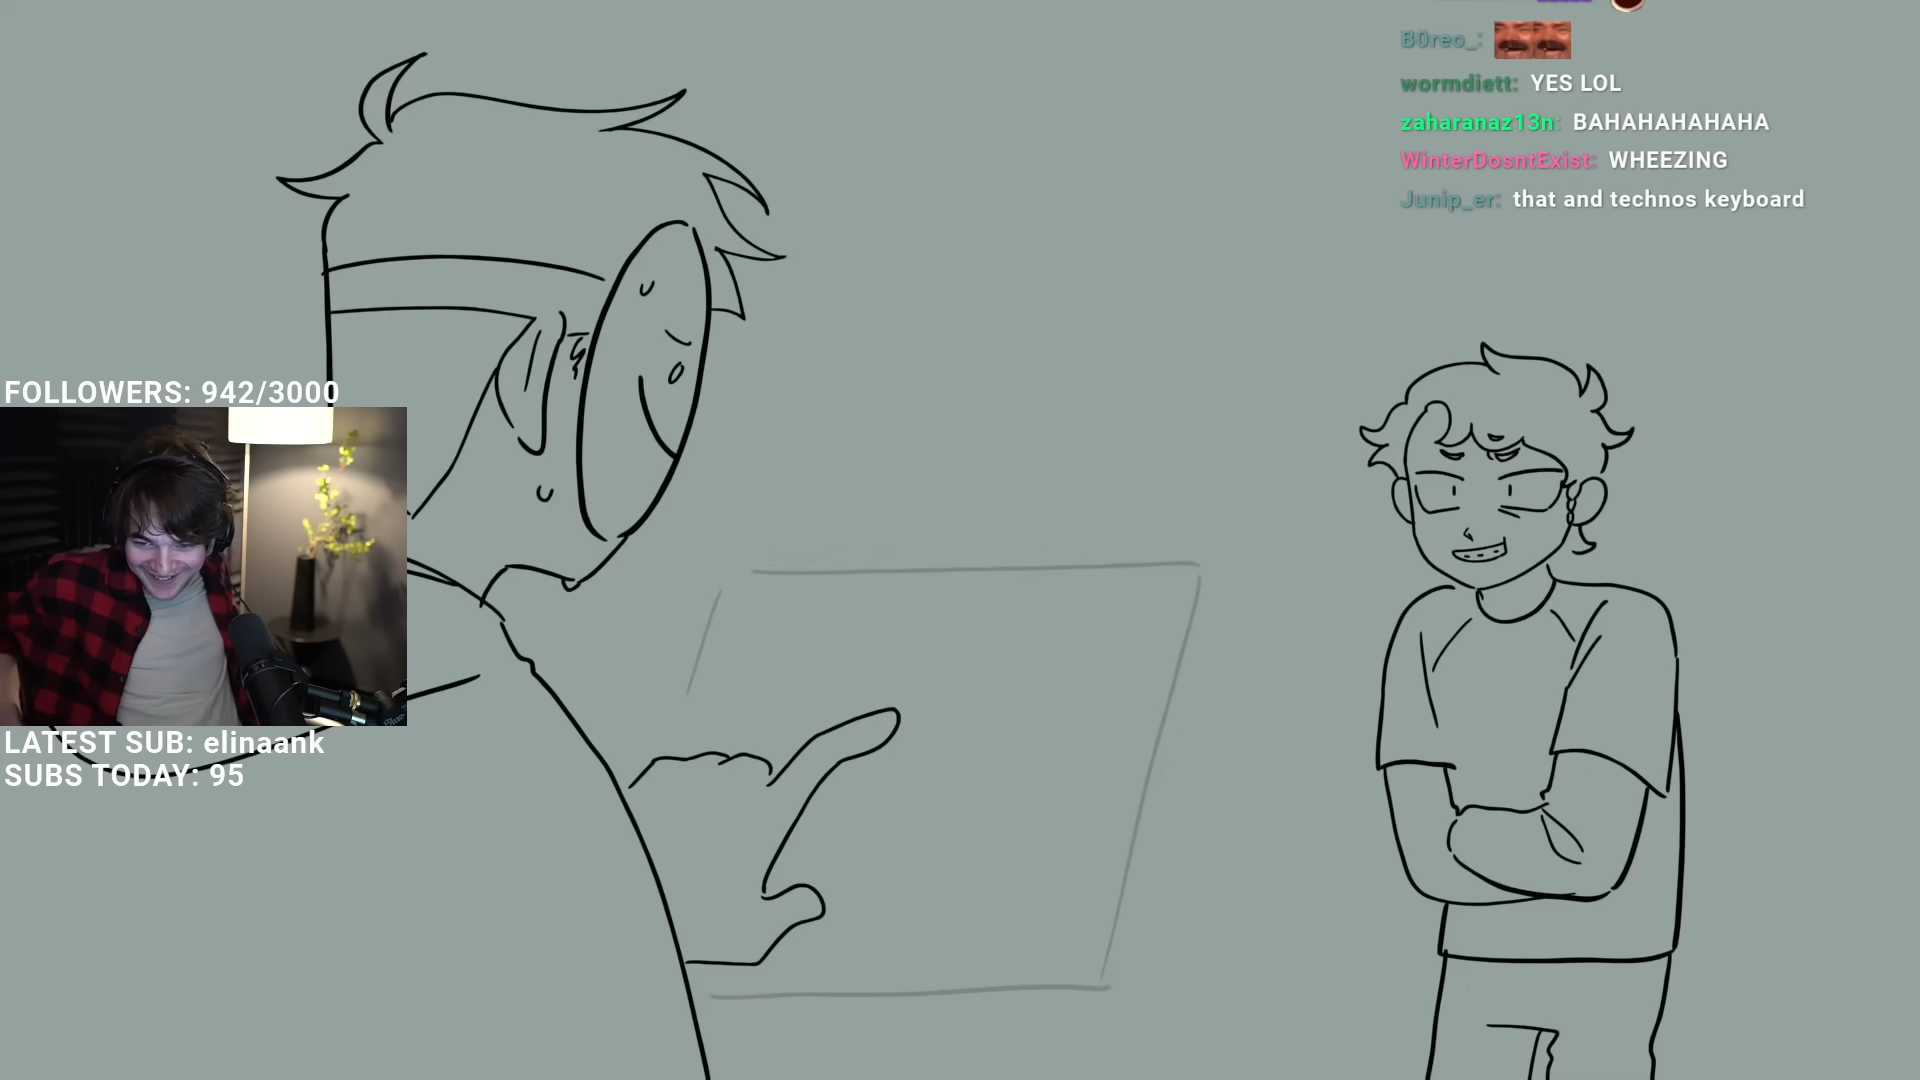 B0reo_:
wormdiett: YES LOL
zaharanaz13n: BAHAHAHAHAHA
WinterDosntExist: WHEEZING
Junip_er: that and technos keyboard
FOLLOWERS: 942/3000
LATEST SUB: elinaank
SUBS TODAY: 95
Blue